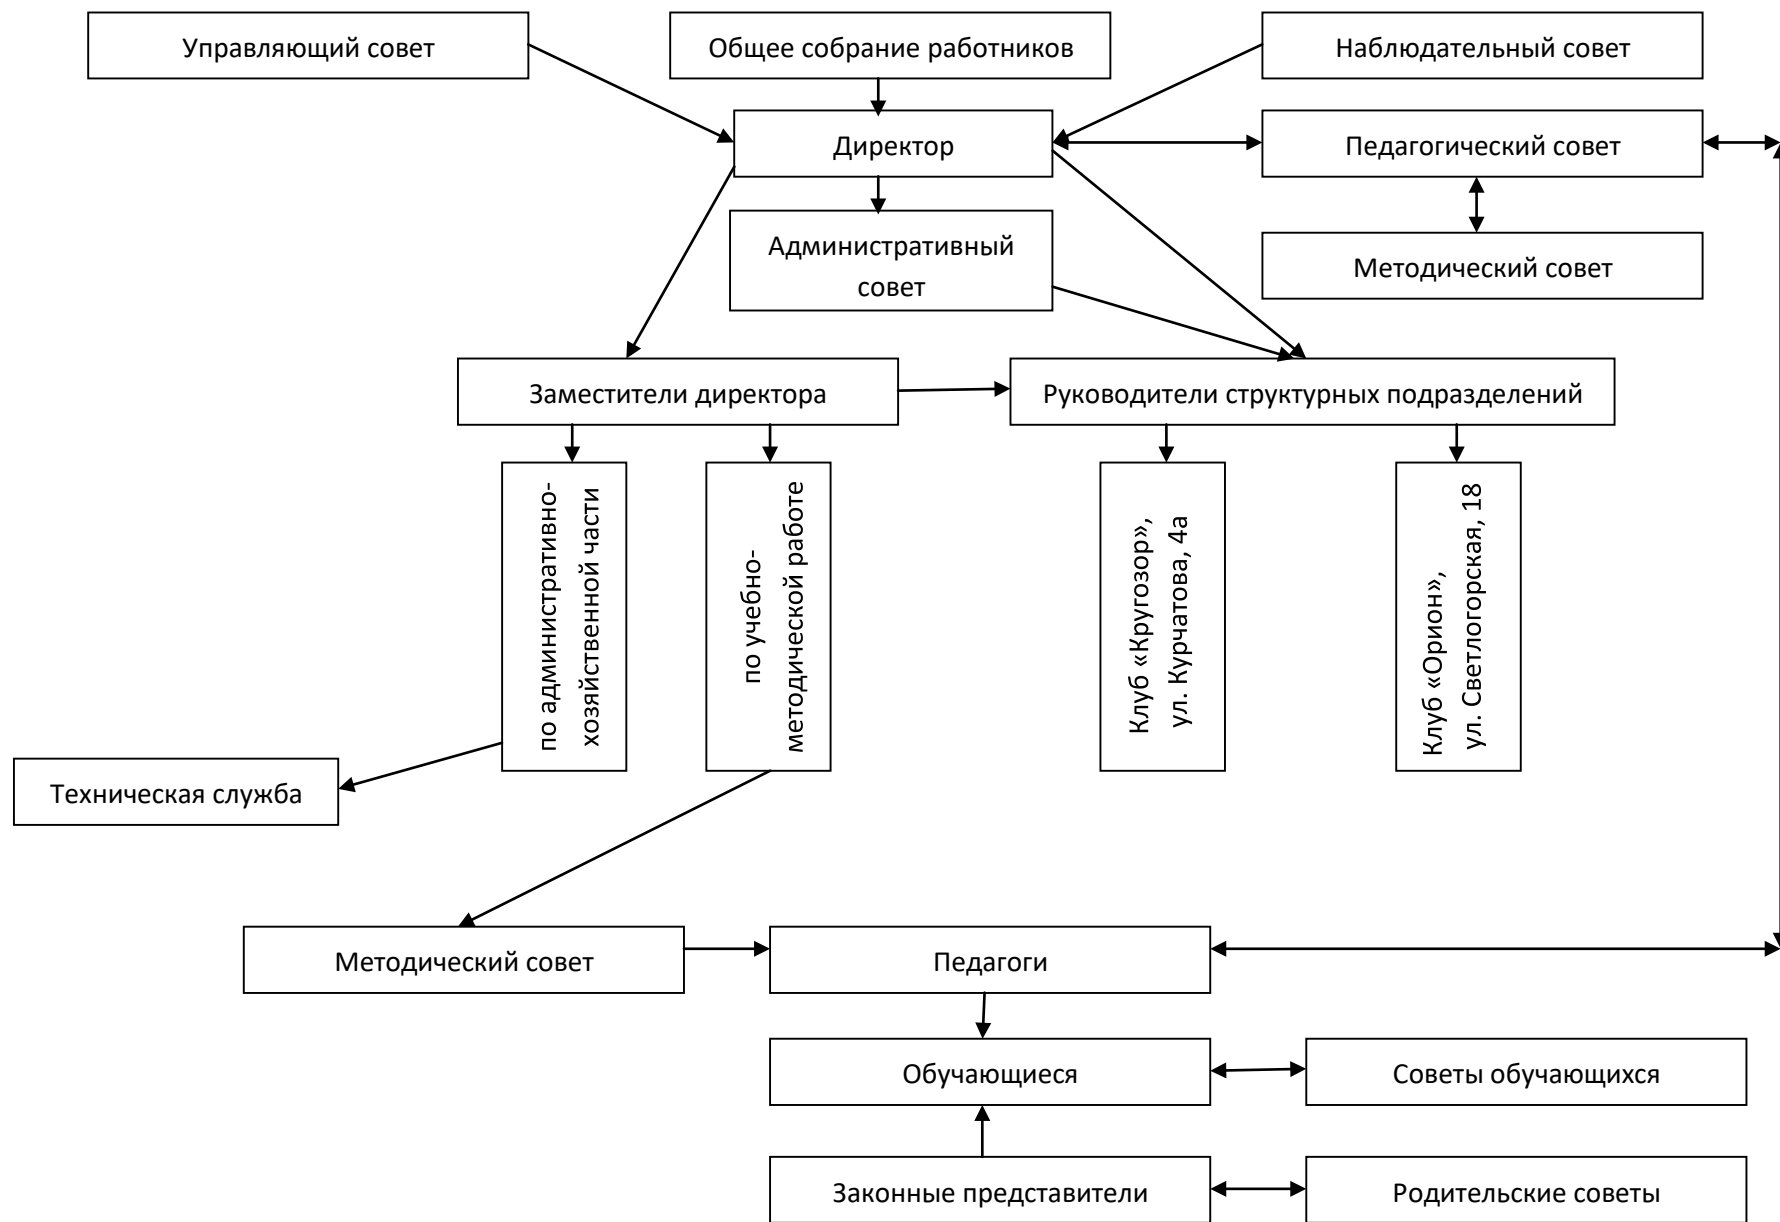 Управляющий совет
Общее собрание работников
Наблюдательный совет
Директор
Педагогический совет
Административный
совет
Методический совет
Заместители директора
Руководители структурных подразделений
по административно-
хозяйственной части
по учебно-
методической работе
Клуб «Кругозор»,
ул. Курчатова, 4а
Клуб «Орион»,
ул. Светлогорская, 18
Техническая служба
Методический совет
Педагоги
Обучающиеся
Советы обучающихся
Законные представители
Родительские советы